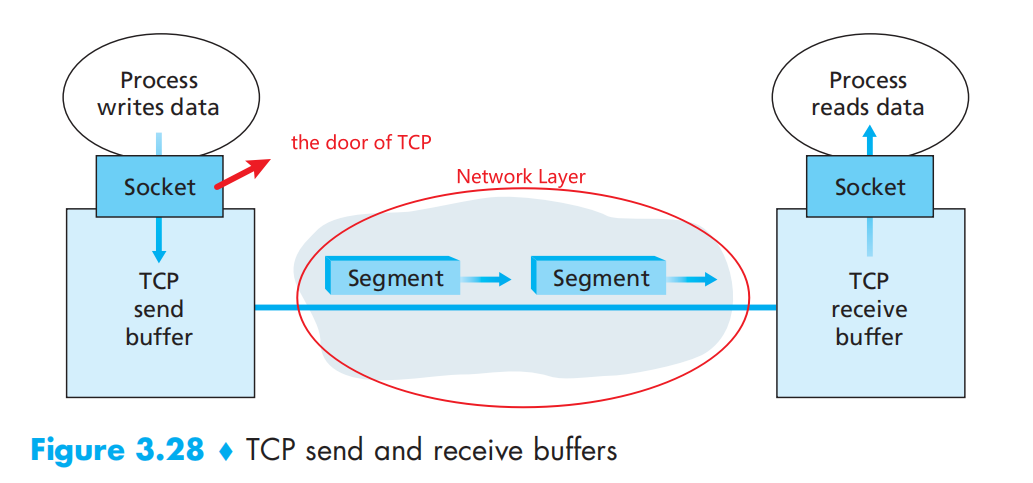 Process
writes data
the door of TCP
Socket
TCP
send
buffer
Network Layer
Segment
Segment
Process
reads data
Socket
TCP
receive
buffer
Figure 3.28 ♦ TCP send and receive buffers